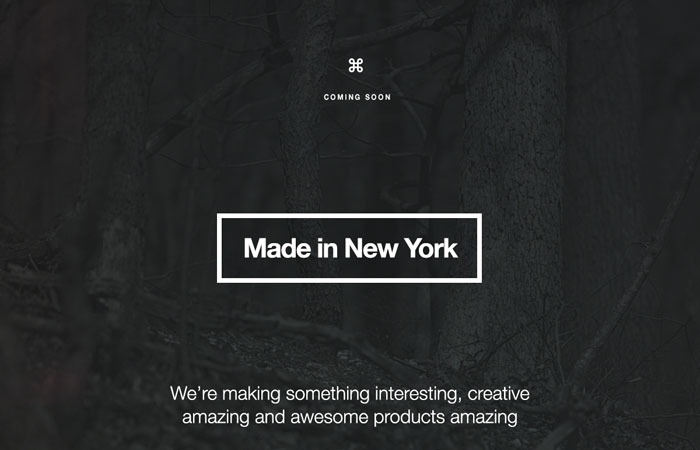 ⌘
COMING SOON
Made in New York
We’re making something interesting, creative
amazing and awesome products amazing